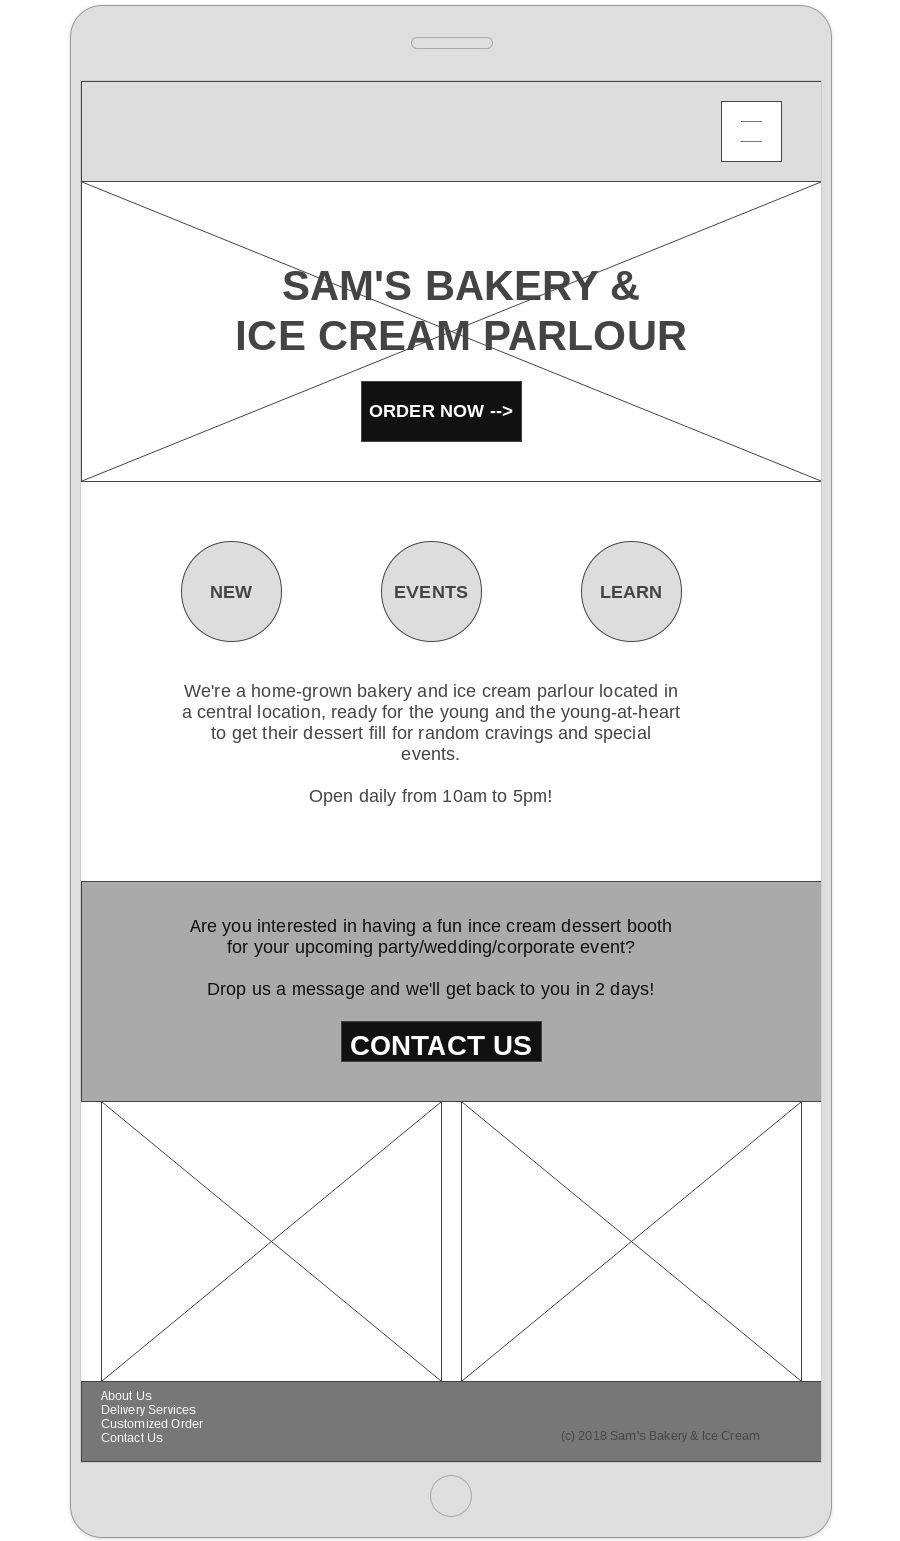 SAM'S BAKERY &
ICE CREAM PARLOUR
ORDER NOW -->
NEW
EVENTS
LEARN
We're a home-grown bakery and ice cream parlour located in
a central location, ready for the young and the young-at-heart
to get their dessert fill for random cravings and special
events.
Open daily from 10am to 5pm!
Are you interested in having a fun ince cream dessert booth
for your upcoming party/wedding/corporate event?
Drop us a message and we'll get back to you in 2 days!
CONTACT US
About Us
Delivery Services
Customized Order
Contact Us
(c) 2018 Sam's Bakery & Ice Cream